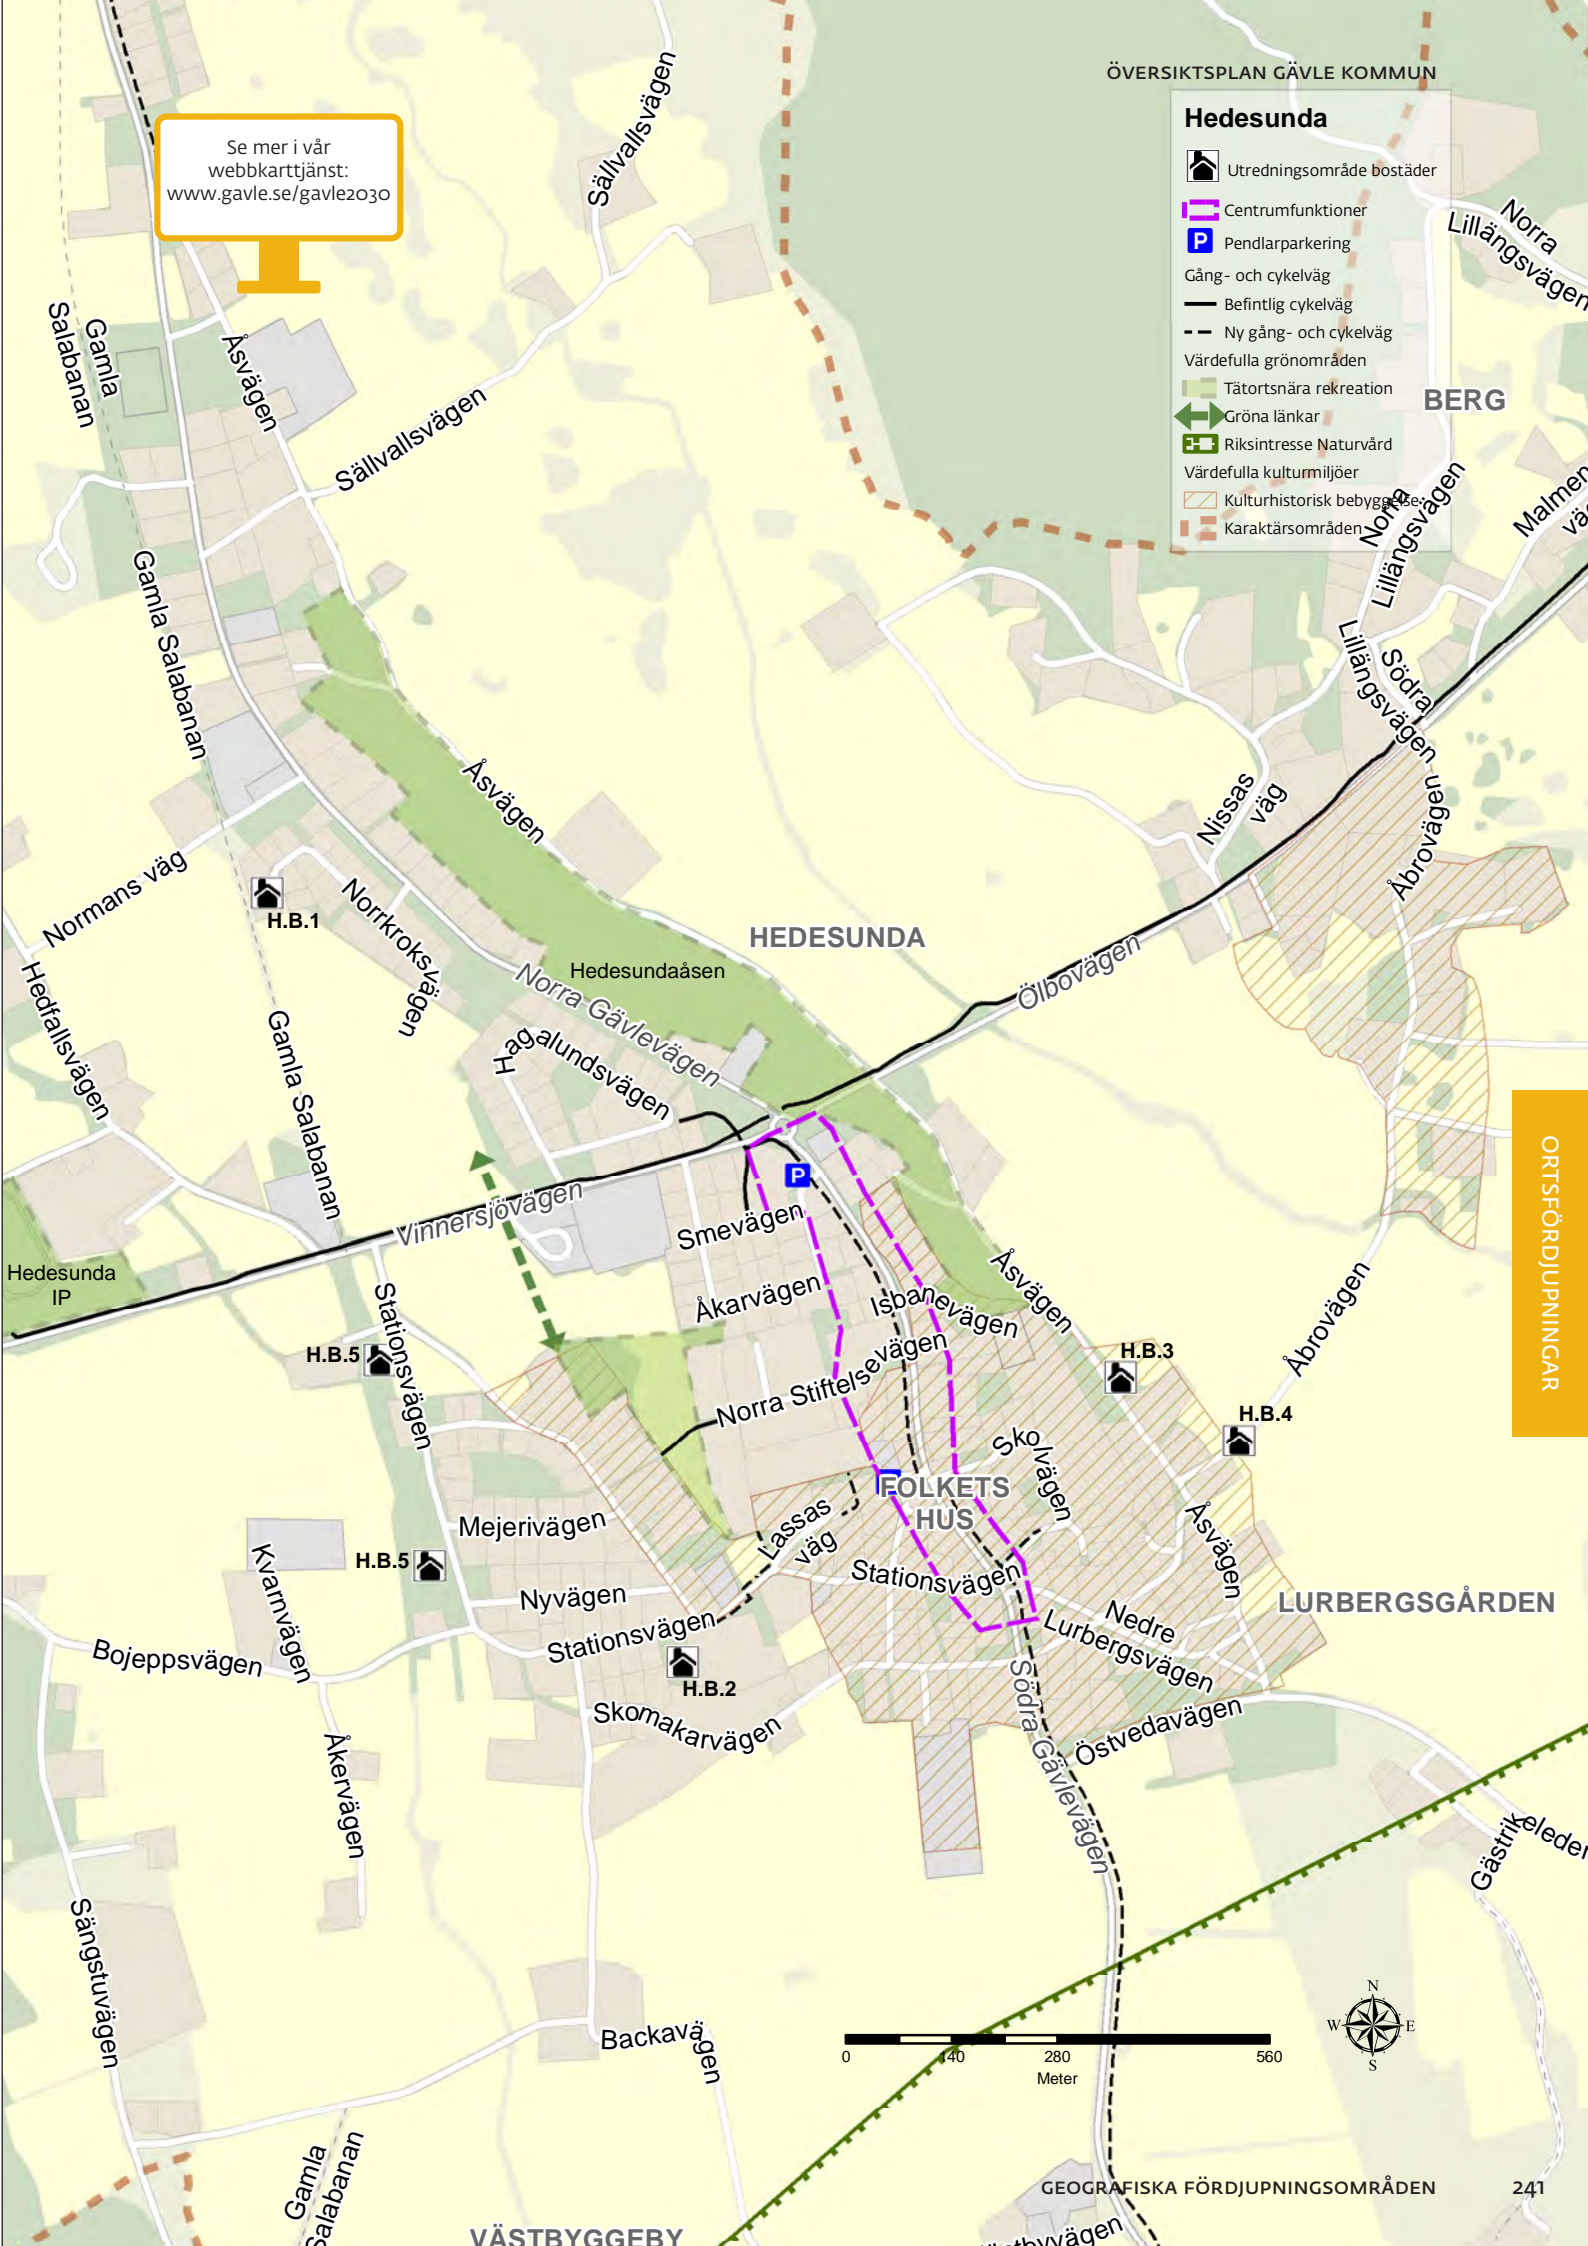 ÖVERSIKTSPLAN GÄVLE KOMMUN
Se mer i vår
webbkarttjänst:
www.gavle.se/gavle2030
Hedesunda
Utredningsområde bostäder
Centrumfunktioner
P Pendlarparkering
Gång- och cykelväg
Befintlig cykelväg
Ny gång- och cykelväg
Värdefulla grönområden
Tätortsnära rekreation
Gröna länkar
Riksintresse Naturvård
Värdefulla kulturmiljöer
Kulturhistorisk bebyggelse
Karaktärsområden
Sällvallsvägen
Norra
Lillängsvägen
Gamla
Salabanan
Åsvägen
Sällvallsvägen
BERG
Norra
Lillängsvägen
Malmen
Gamla Salabanan
Södra
Lillängsvägen
Åsvägen
Nissas
väg
Åbrovägen
Normans väg
H.B.1
Norrkroksvägen
HEDESUNDA
Hedesundaåsen
Norra Gävlevägen
Ölbovägen
Hedfallsvägen
Gamla Salabanan
Hagalundsvägen
P
Vinnersjövägen
Smevägen
ORTSFÖRDJUPNINGAR
Hedesunda
IP
Stationsvägen
Åkarvägen
Isbanevägen
Åsvägen
Åbrovägen
H.B.5
Norra Stiftelsevägen
H.B.3
H.B.4
Skolvägen
FOLKETS
HUS
Mejerivägen
Lassas
väg
Åsvägen
H.B.5
Kvarnvägen
Nyvägen
Stationsvägen
LURBERGSGÅRDEN
Nedre
Lurbergsvägen
Bojeppsvägen
Stationsvägen
H.B.2
Skomakarvägen
Södra Gävlevägen
Östvedavägen
Åkervägen
Gästrikeleden
Sängstuvägen
Backavägen
N
W E
S
0 140 280 560
Meter
Gamla
Salabanan
GEOGRAFISKA FÖRDJUPNINGSOMRÅDEN 241
VÄSTBYGGEBY